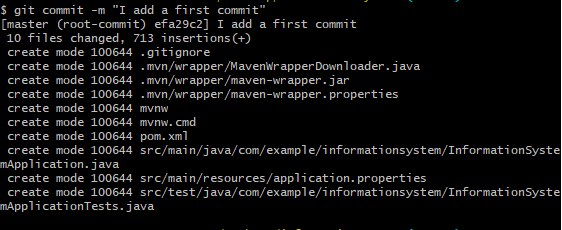 $ git commit -m "I add a first commit"
[master (root-commit) efa29c2] I add a first commit
 10 files changed, 713 insertions(+)
 create mode 100644 .gitignore
 create mode 100644 .mvn/wrapper/MavenWrapperDownloader.java
 create mode 100644 .mvn/wrapper/maven-wrapper.jar
 create mode 100644 .mvn/wrapper/maven-wrapper.properties
 create mode 100644 mvnw
 create mode 100644 mvnw.cmd
 create mode 100644 pom.xml
 create mode 100644 src/main/java/com/example/informationsystem/InformationSyste
mApplication.java
 create mode 100644 src/main/resources/application.properties
 create mode 100644 src/test/java/com/example/informationsystem/InformationSyste
mApplicationTests.java